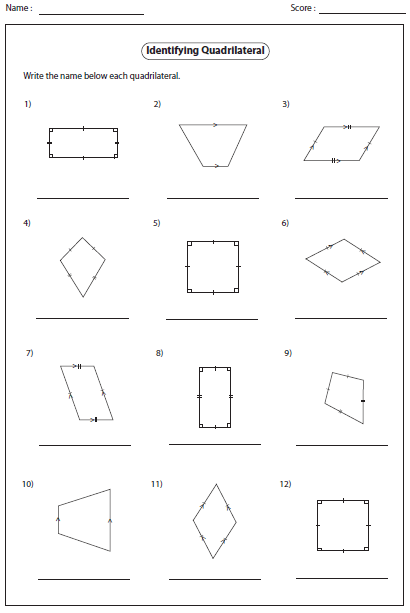 Name : Score :
Identifying Quadrilateral
Write the name below each quadrilateral.
1) 2) 3)
4) 5) 6)
7) 8) 9)
10) 11) 12)